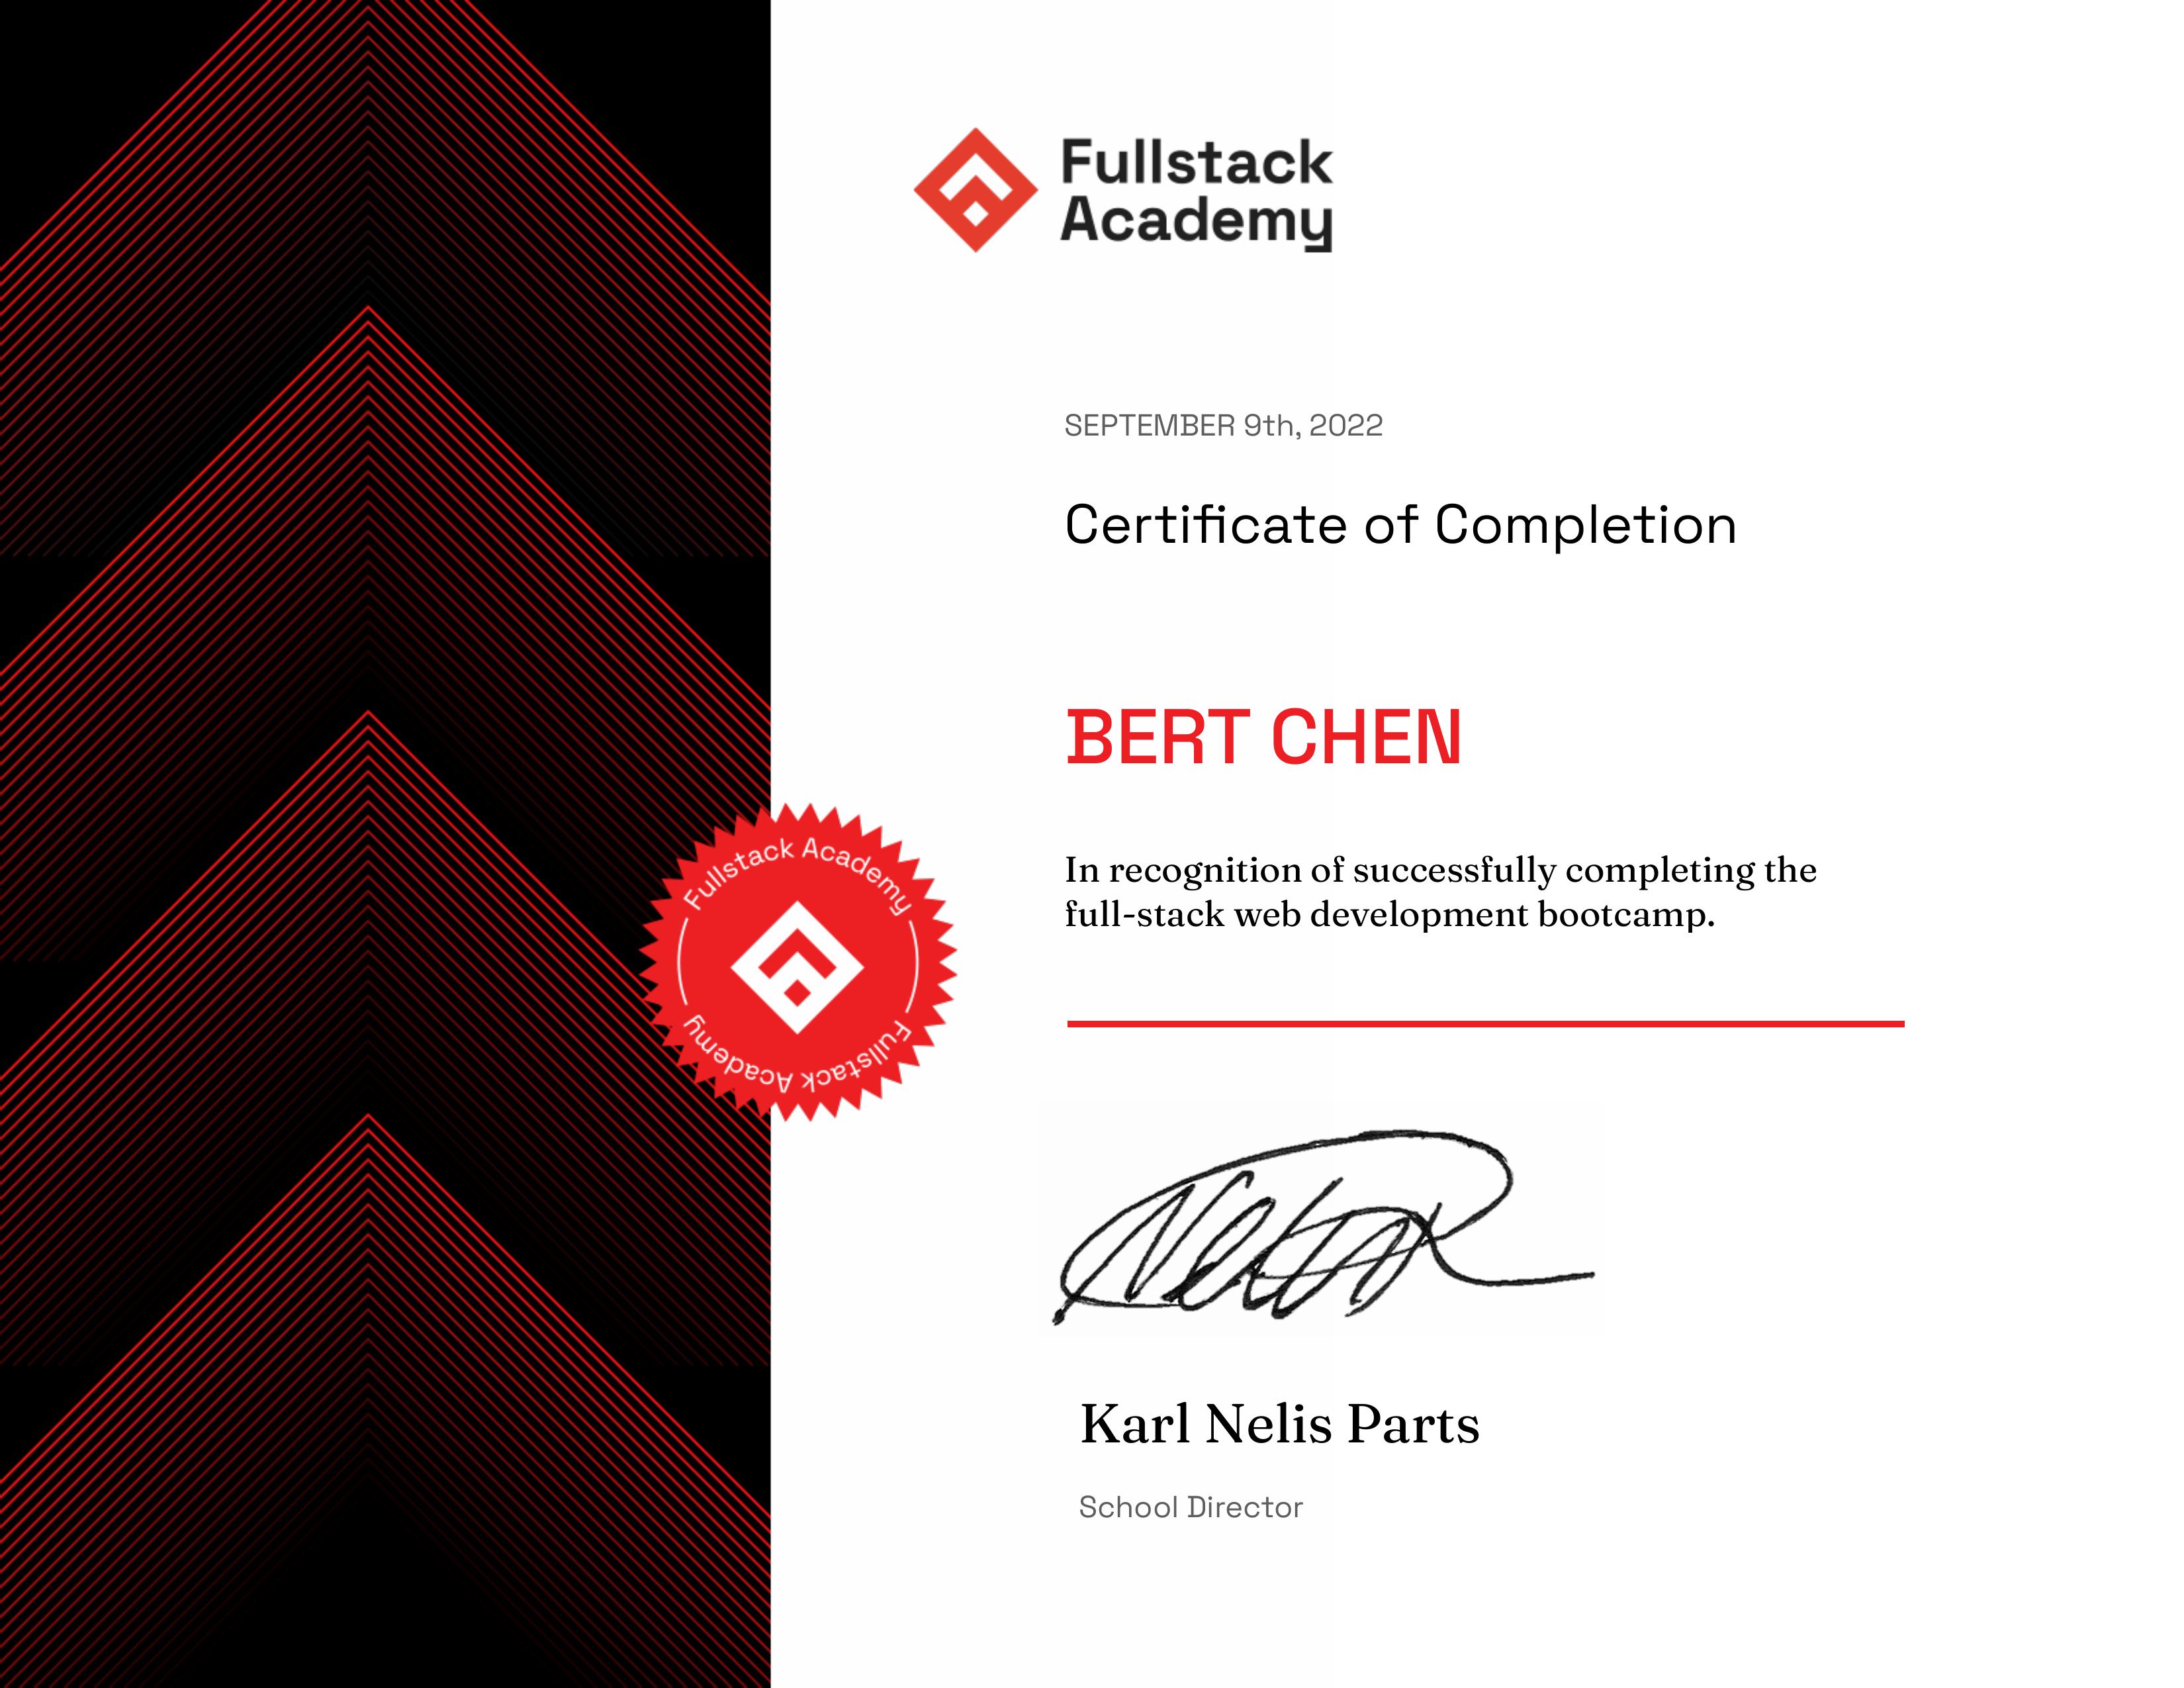 Fullstack
Academy
SEPTEMBER 9th, 2022
Certificate of Completion
BERT CHEN
Fullstack Academy
Fullstack Academy
In recognition of successfully completing the
full-stack web development bootcamp.
Karl Nelis Parts
School Director